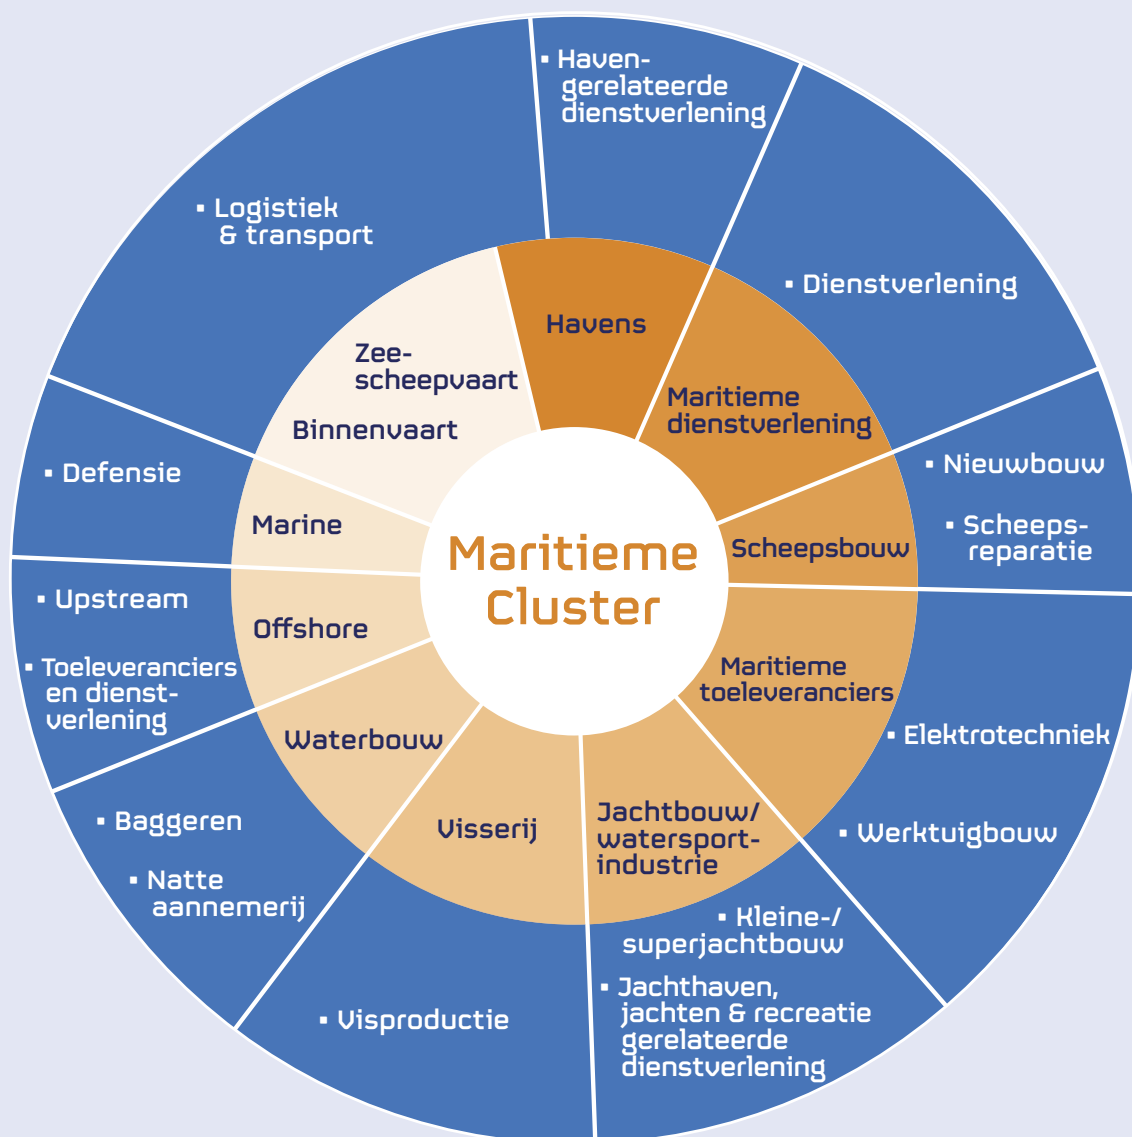 ▪ Haven-
gerelateerde
dienstverlening
▪ Logistiek
& transport
▪ Dienstverlening
Havens
Zee-
scheepvaart
Binnenvaart
Maritieme
dienstverlening
▪ Defensie
▪ Nieuwbouw
Marine
▪ Scheeps-
reparatie
Scheepsbouw
Maritieme
Cluster
▪ Upstream
Offshore
▪ Toeleveranciers
en dienst-
verlening
Maritieme
toeleveranciers
Waterbouw
▪ Elektrotechniek
▪ Baggeren
Visserij
Jachtbouw/
watersport-
industrie
▪ Werktuigbouw
▪ Natte
aannemerij
▪ Kleine-/
superjachtbouw
▪ Jachthaven,
jachten & recreatie
gerelateerde
dienstverlening
▪ Visproductie